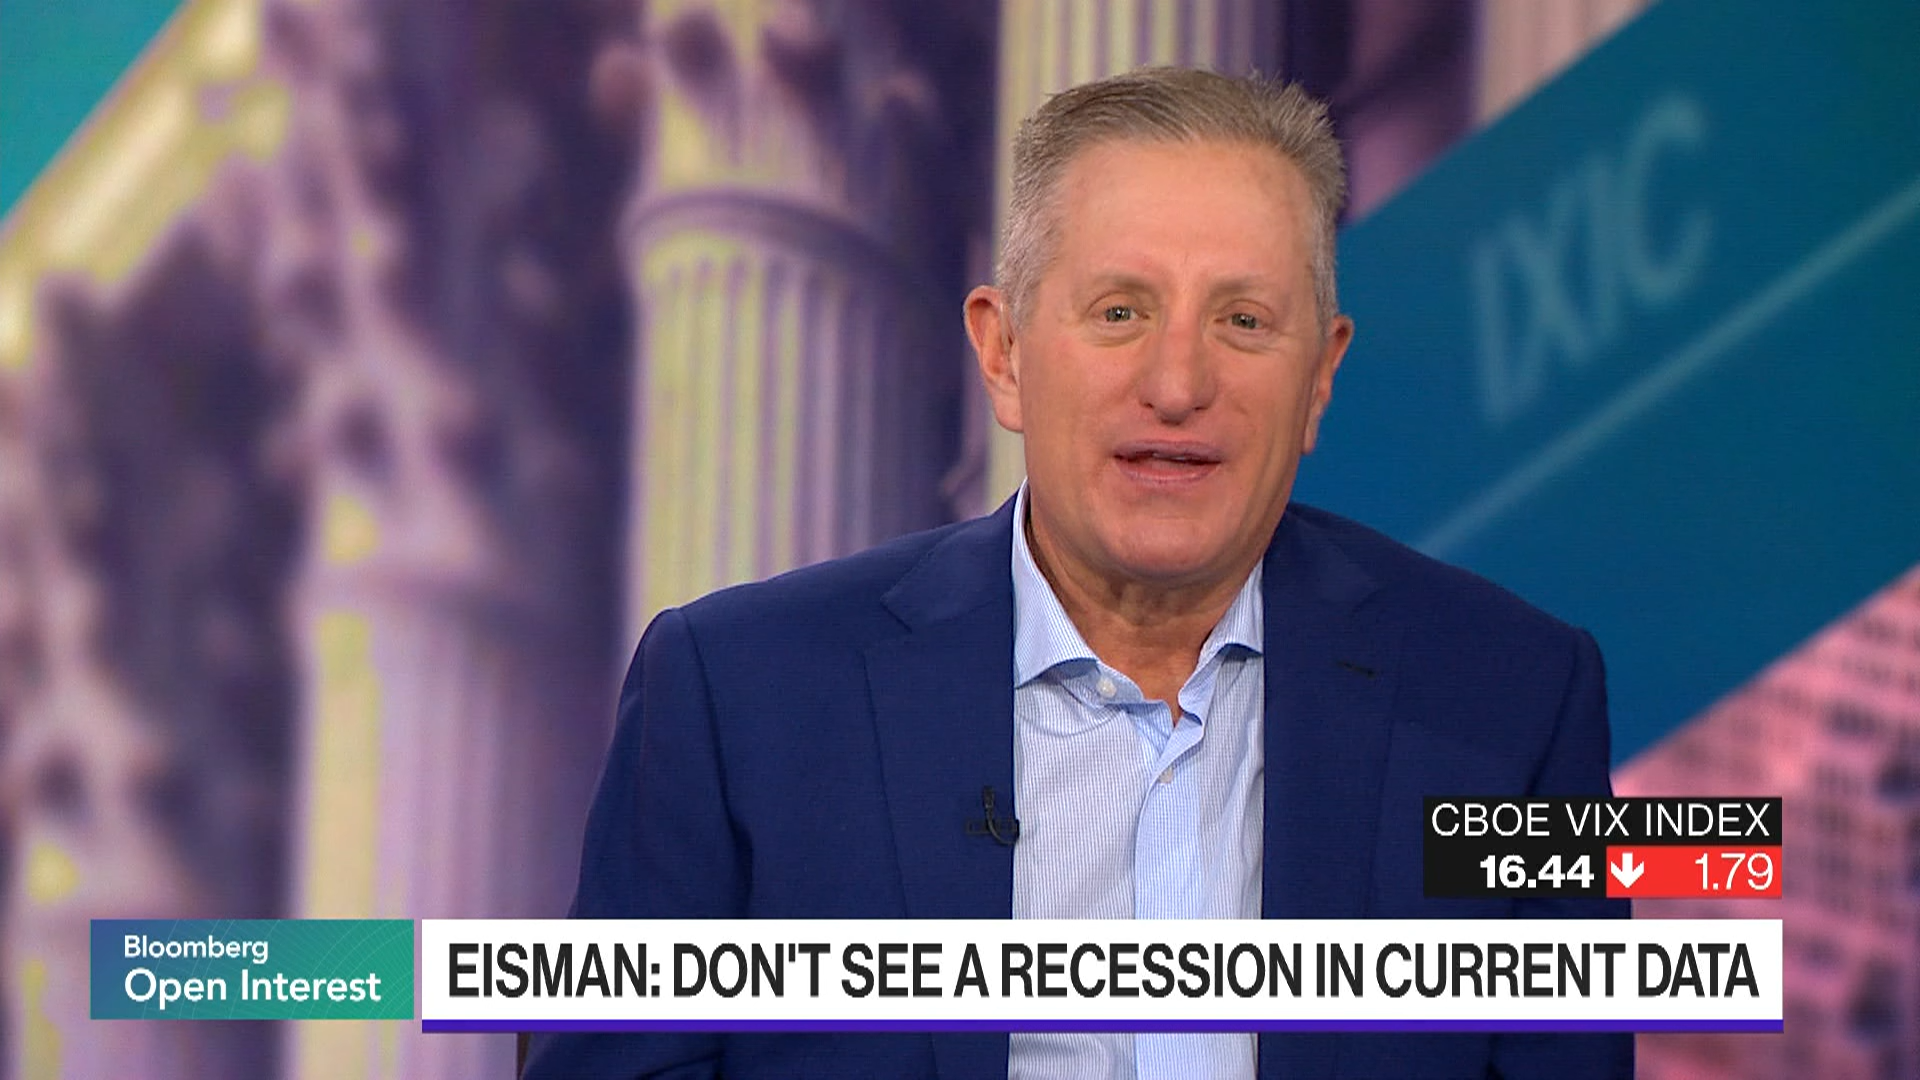 IXIC
CBOE VIX INDEX
16.44 ↓ 1.79
Bloomberg
Open Interest
EISMAN: DON'T SEE A RECESSION IN CURRENT DATA